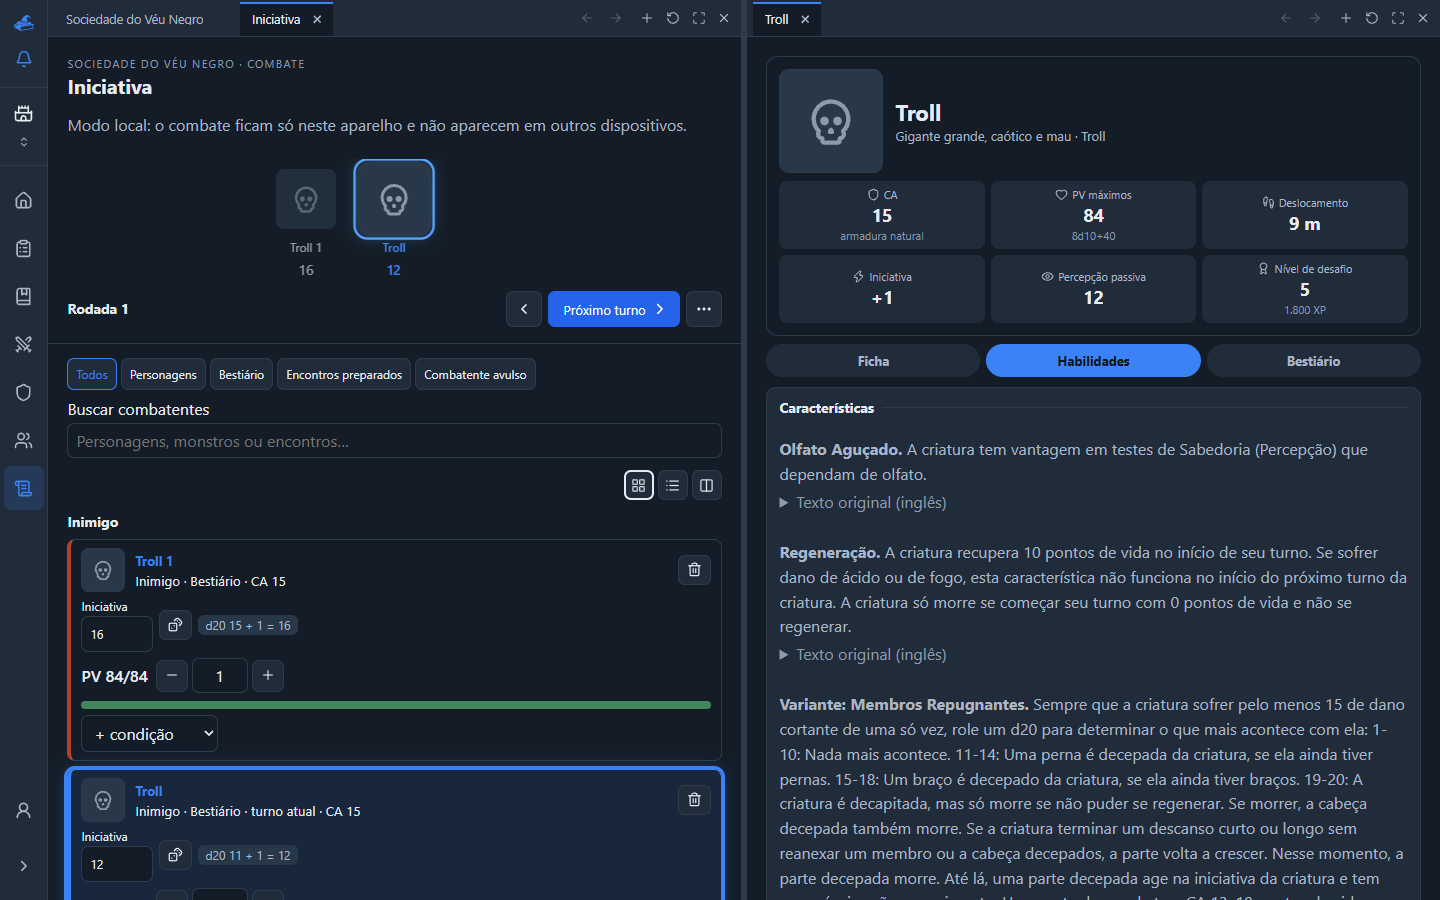 Sociedade do Véu Negro
Iniciativa
SOCIEDADE DO VÉU NEGRO · COMBATE
Iniciativa
Modo local: o combate ficam só neste aparelho e não aparecem em outros dispositivos.
Troll 1
16
Troll
12
Rodada 1
Próximo turno
Todos
Personagens
Bestiário
Encontros preparados
Combatente avulso
Buscar combatentes
Personagens, monstros ou encontros...
Inimigo
Troll 1
Inimigo · Bestiário · CA 15
Iniciativa
16
d20 15 + 1 = 16
PV 84/84
1
+ condição
Troll
Inimigo · Bestiário · turno atual · CA 15
Iniciativa
12
d20 11 + 1 = 12
Troll
Troll
Gigante grande, caótico e mau · Troll
CA
15
armadura natural
PV máximos
84
8d10+40
Deslocamento
9 m
Iniciativa
+1
Percepção passiva
12
Nível de desafio
5
1.800 XP
Ficha
Habilidades
Bestiário
Características
Olfato Aguçado. A criatura tem vantagem em testes de Sabedoria (Percepção) que
dependam de olfato.
Texto original (inglês)
Regeneração. A criatura recupera 10 pontos de vida no início de seu turno. Se sofrer
dano de ácido ou de fogo, esta característica não funciona no início do próximo turno da
criatura. A criatura só morre se começar seu turno com 0 pontos de vida e não se
regenerar.
Texto original (inglês)
Variante: Membros Repugnantes. Sempre que a criatura sofrer pelo menos 15 de dano
cortante de uma só vez, role um d20 para determinar o que mais acontece com ela: 1-
10: Nada mais acontece. 11-14: Uma perna é decepada da criatura, se ela ainda tiver
pernas. 15-18: Um braço é decepado da criatura, se ela ainda tiver braços. 19-20: A
criatura é decapitada, mas só morre se não puder se regenerar. Se morrer, a cabeça
decepada também morre. Se a criatura terminar um descanso curto ou longo sem
reanexar um membro ou a cabeça decepados, a parte volta a crescer. Nesse momento, a
parte decepada morre. Até lá, uma parte decepada age na iniciativa da criatura e tem